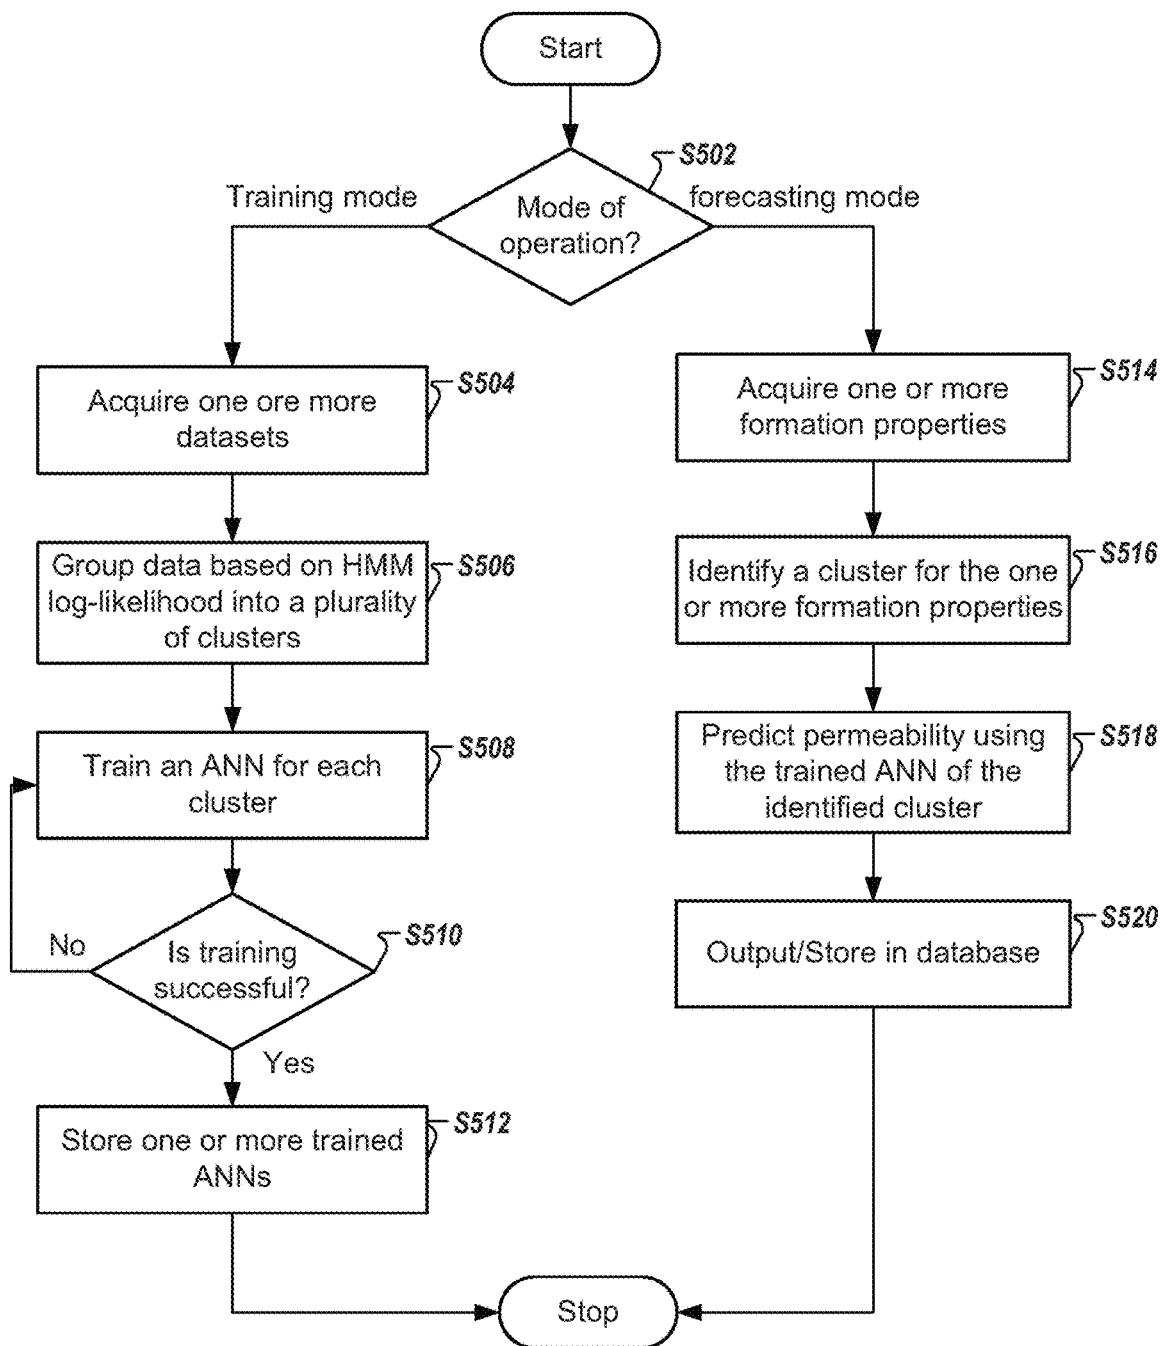 Start
S502
Training mode
forecasting mode
Mode of
operation?
S504
Acquire one ore more
datasets
S506
Group data based on HMM
log-likelihood into a plurality
of clusters
S508
Train an ANN for each
cluster
S510
No
Is training
successful?
Yes
S512
Store one or more trained
ANNs
S514
Acquire one or more
formation properties
S516
Identify a cluster for the one
or more formation properties
S518
Predict permeability using
the trained ANN of the
identified cluster
S520
Output/Store in database
Stop